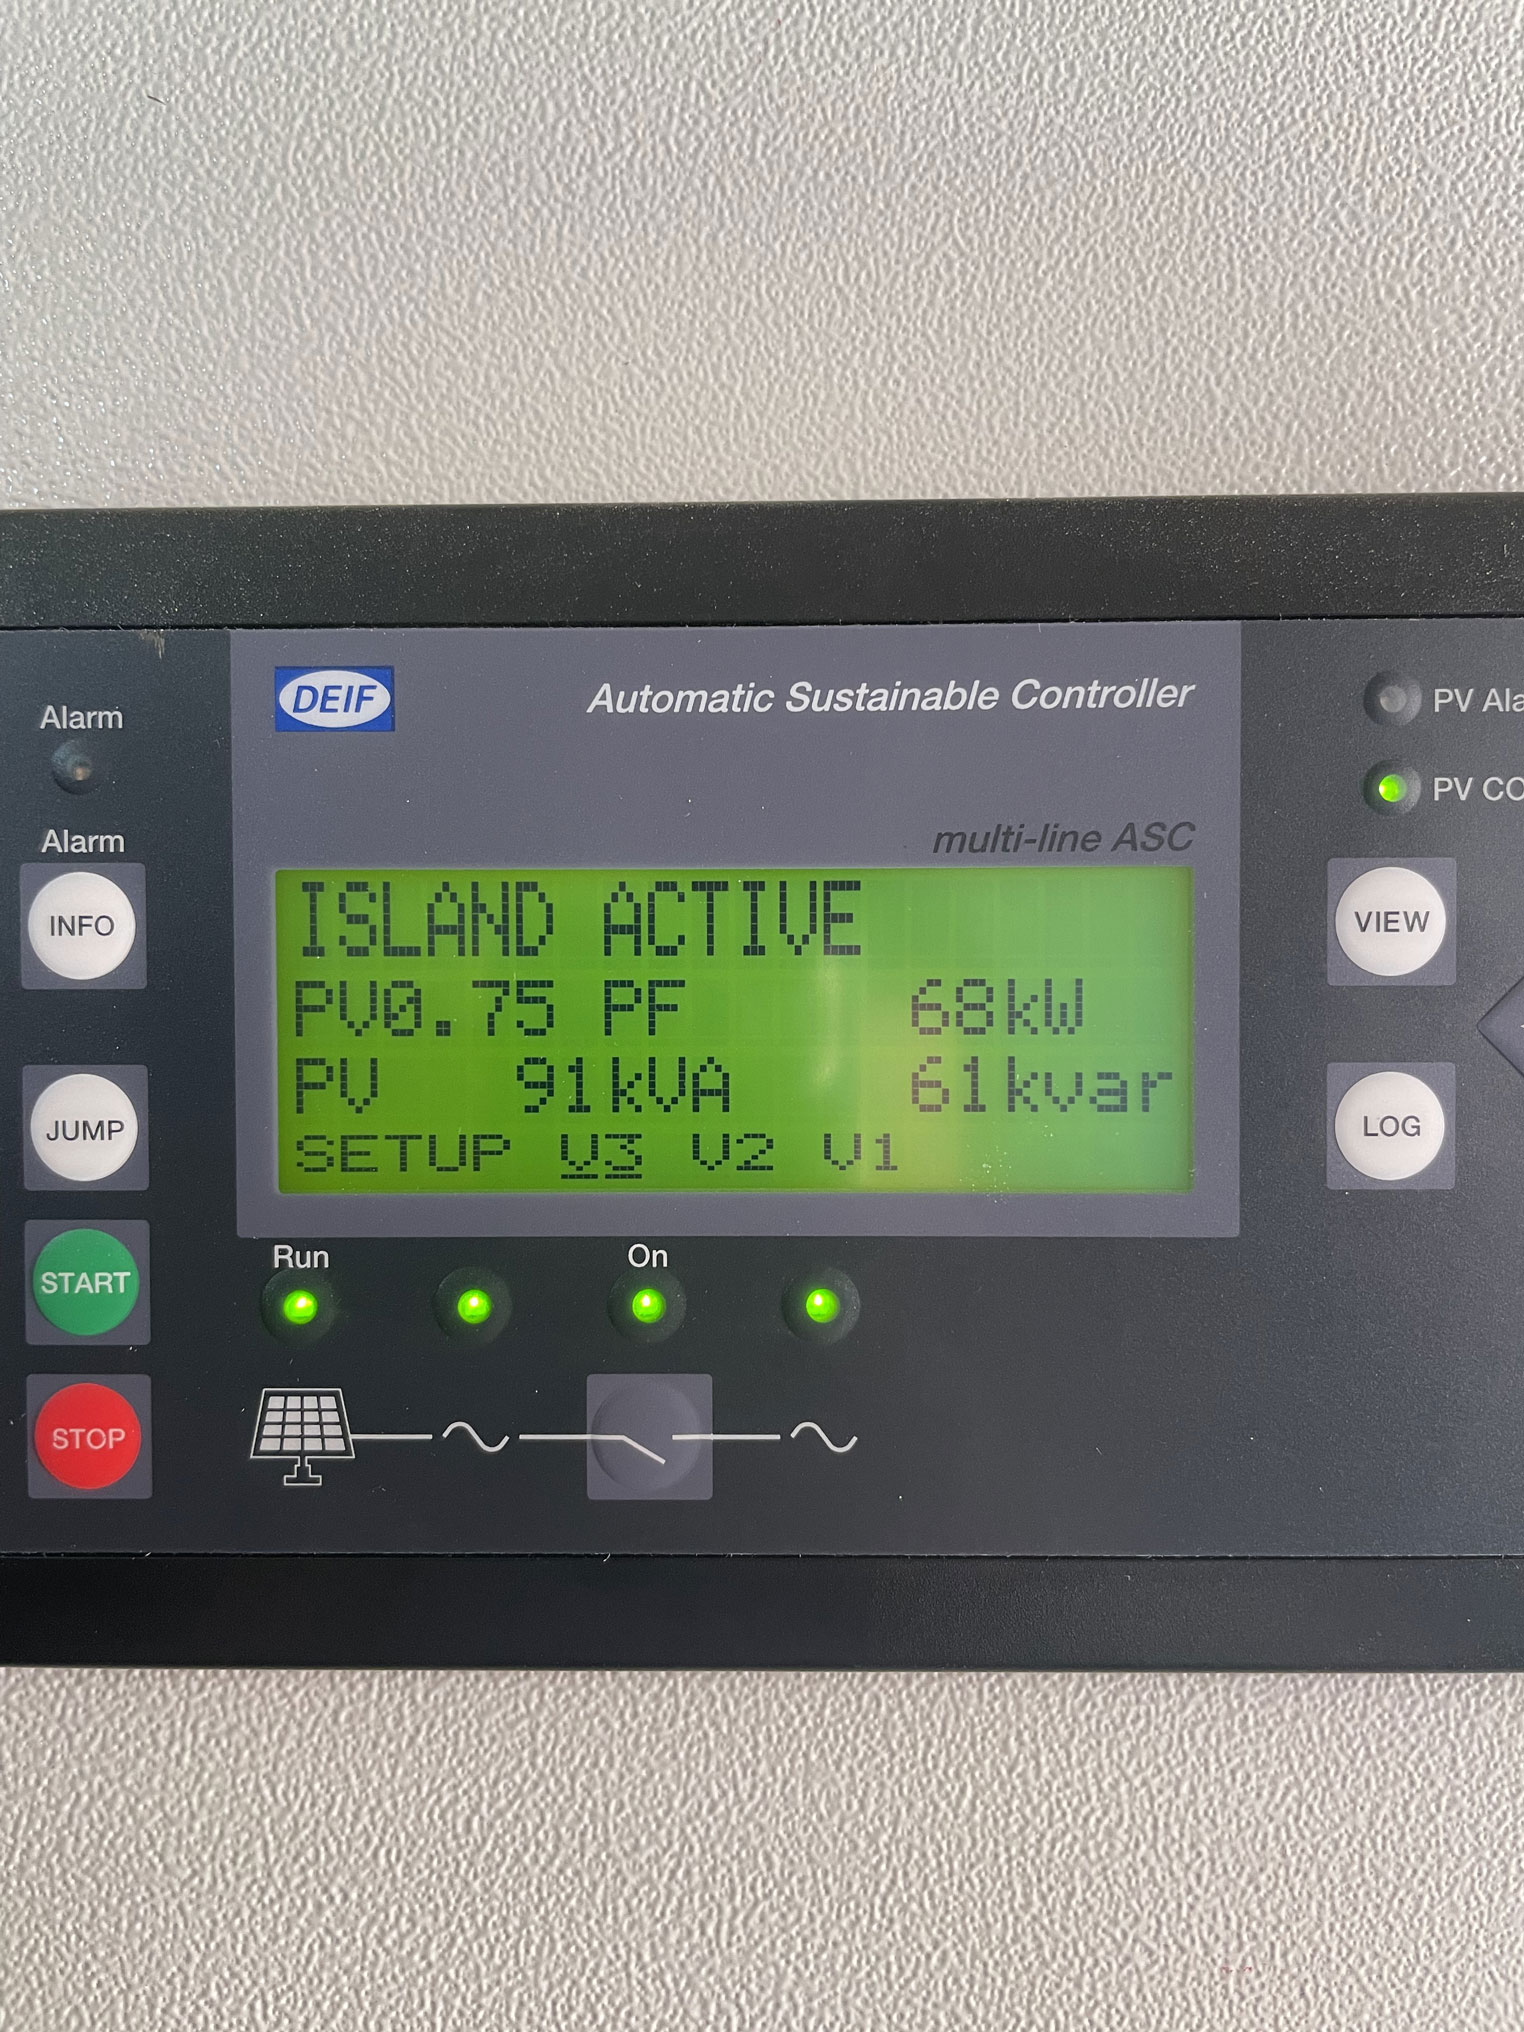 DEIF
Automatic Sustainable Controller
multi-line ASC
Alarm
Alarm
INFO
JUMP
START
STOP
ISLAND ACTIVE
PV0.75 PF 68kW
PV 91kVA 61kvar
SETUP V3 V2 V1
Run On
PV Ala
PV CO
VIEW
LOG